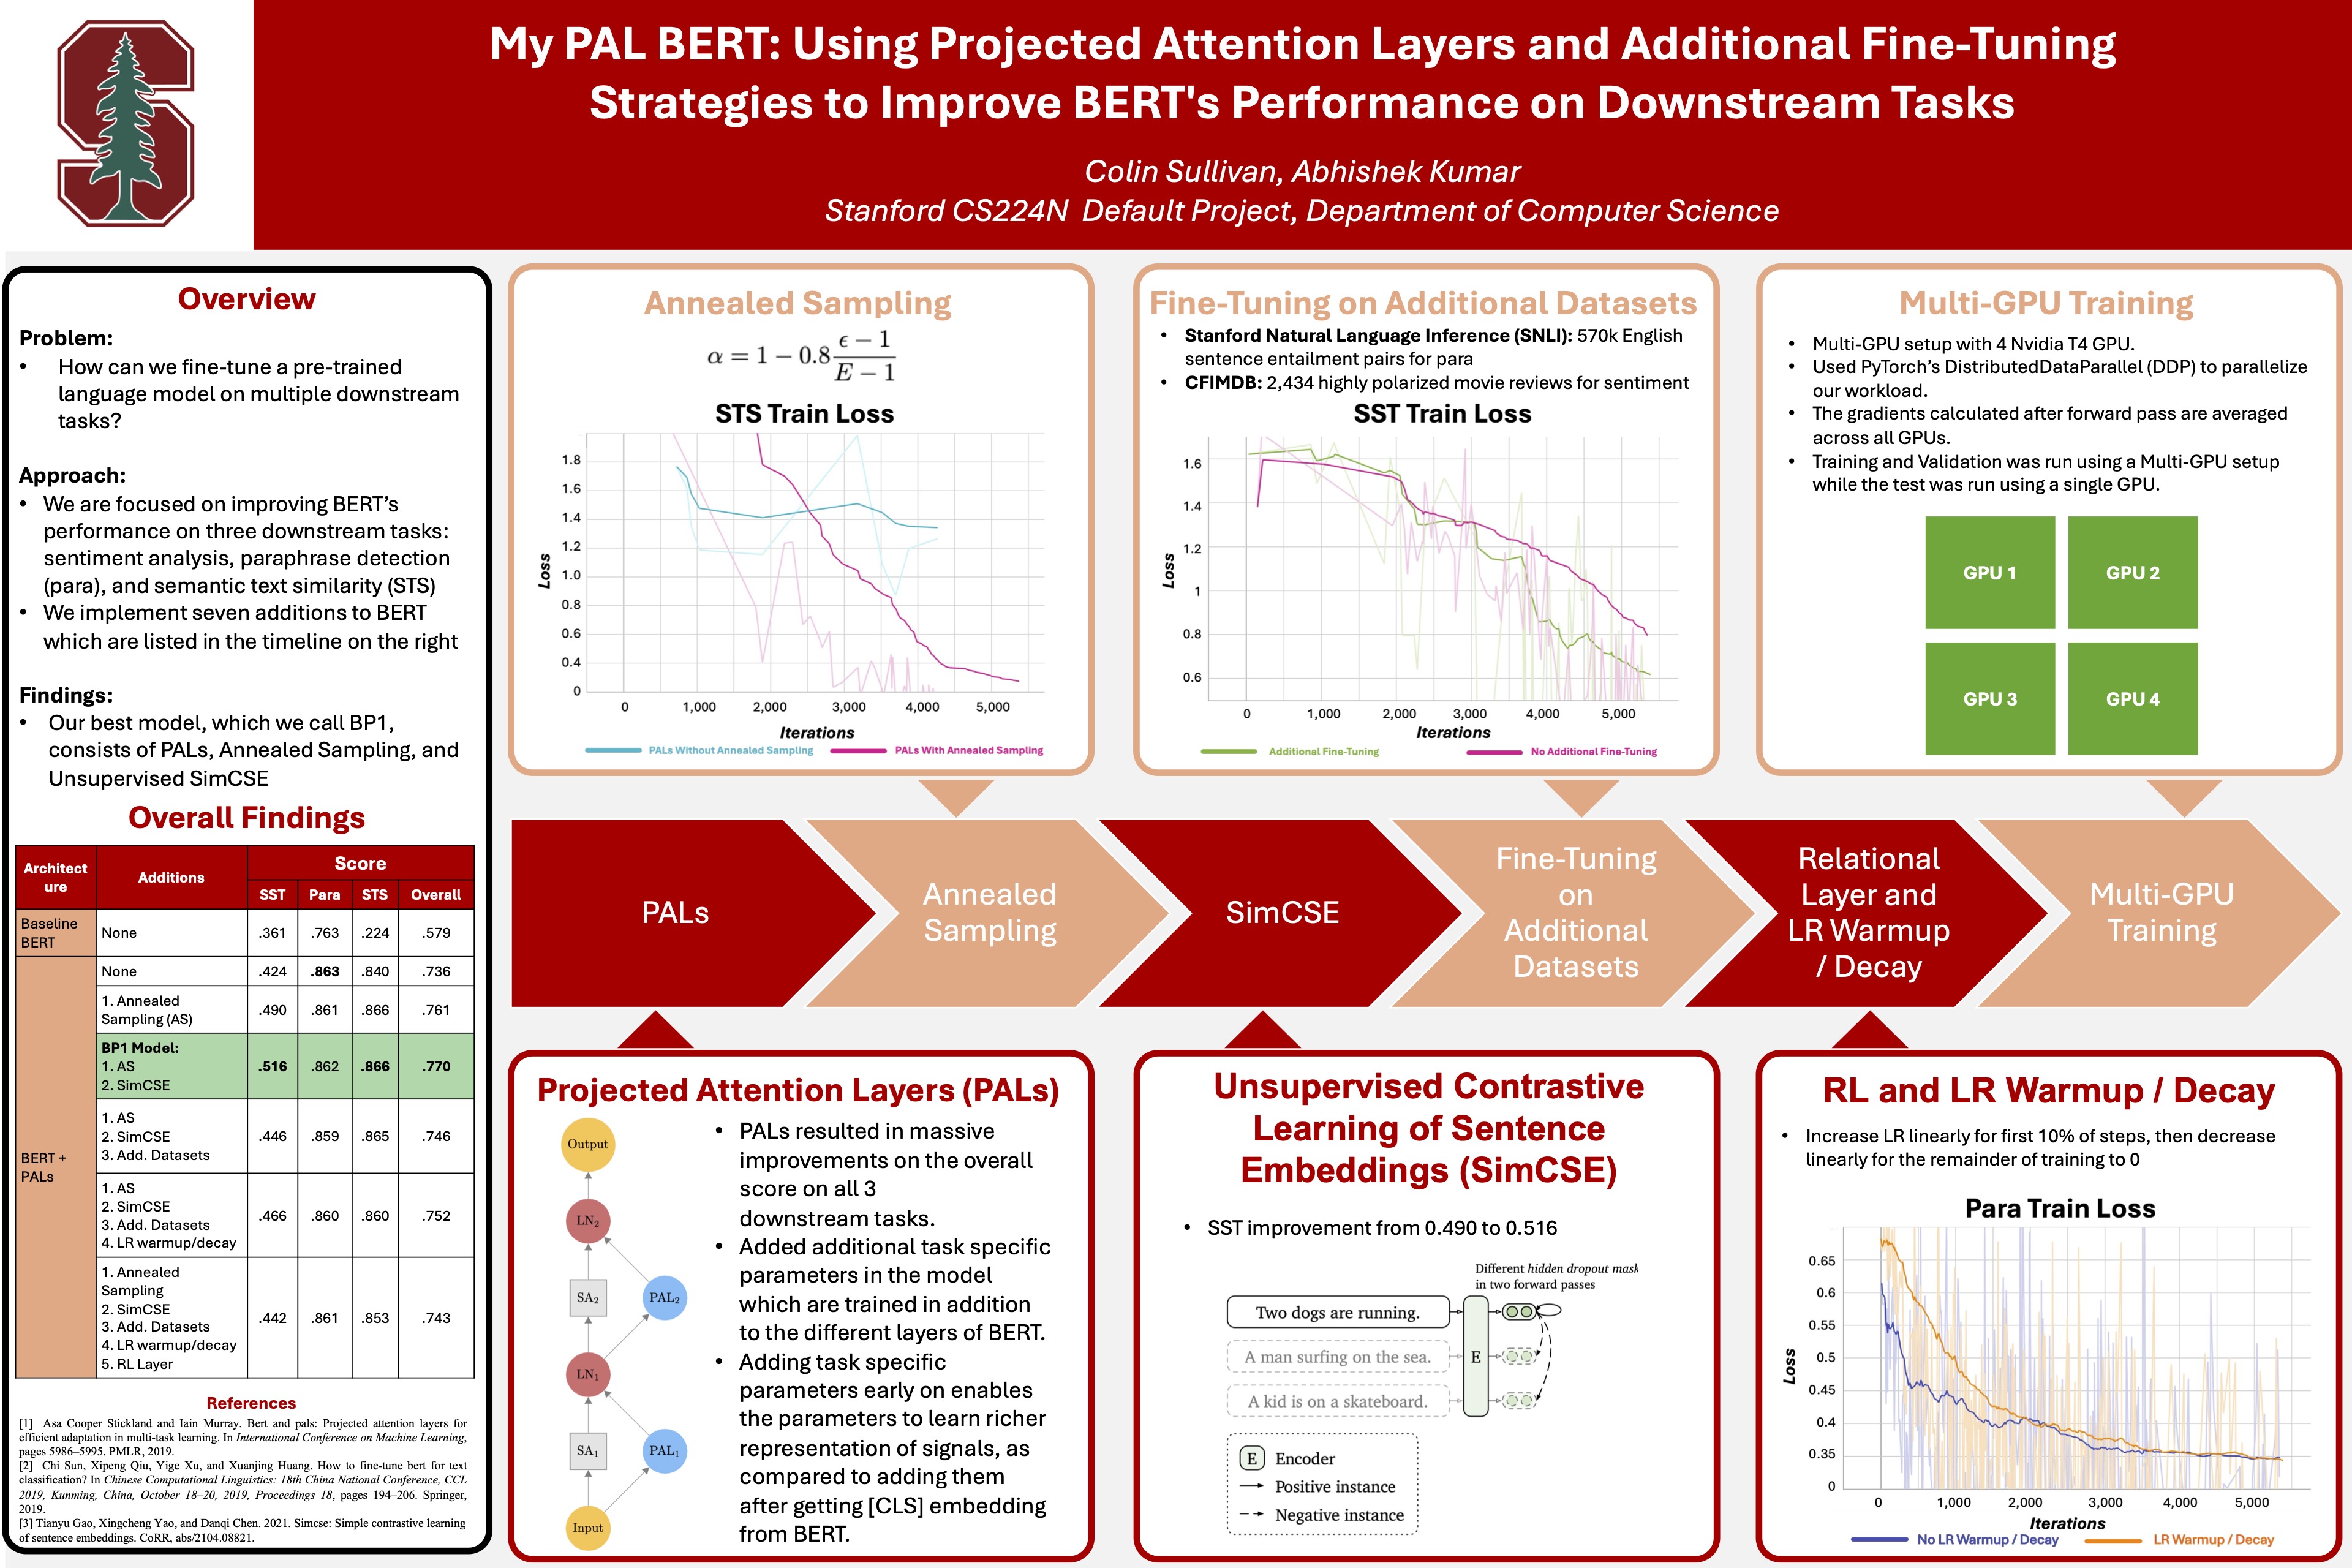 My PAL BERT: Using Projected Attention Layers and Additional Fine-Tuning
Strategies to Improve BERT's Performance on Downstream Tasks
Colin Sullivan, Abhishek Kumar
Stanford CS224N Default Project, Department of Computer Science
Overview
Problem:
• How can we fine-tune a pre-trained
language model on multiple downstream
tasks?
Approach:
• We are focused on improving BERT’s
performance on three downstream tasks:
sentiment analysis, paraphrase detection
(para), and semantic text similarity (STS)
• We implement seven additions to BERT
which are listed in the timeline on the right
Findings:
• Our best model, which we call BP1,
consists of PALs, Annealed Sampling, and
Unsupervised SimCSE
Overall Findings
Architect
ure
Additions
Score
SST Para STS Overall
Baseline
BERT
None .361 .763 .224 .579
BERT +
PALs
None .424 .863 .840 .736
1. Annealed
Sampling (AS)
.490 .861 .866 .761
BP1 Model:
1. AS
2. SimCSE
.516 .862 .866 .770
1. AS
2. SimCSE
3. Add. Datasets
.446 .859 .865 .746
1. AS
2. SimCSE
3. Add. Datasets
4. LR warmup/decay
.466 .860 .860 .752
1. Annealed
Sampling
2. SimCSE
3. Add. Datasets
4. LR warmup/decay
5. RL Layer
.442 .861 .853 .743
References
[1] Asa Cooper Stickland and Iain Murray. Bert and pals: Projected attention layers for
efficient adaptation in multi-task learning. In International Conference on Machine Learning,
pages 5986–5995. PMLR, 2019.
[2] Chi Sun, Xipeng Qiu, Yige Xu, and Xuanjing Huang. How to fine-tune bert for text
classification? In Chinese Computational Linguistics: 18th China National Conference, CCL
2019, Kunming, China, October 18–20, 2019, Proceedings 18, pages 194–206. Springer,
2019.
[3] Tianyu Gao, Xingcheng Yao, and Danqi Chen. 2021. Simcse: Simple contrastive learning
of sentence embeddings. CoRR, abs/2104.08821.
Annealed Sampling
α = 1 − 0.8 (ϵ − 1)/(E − 1)
STS Train Loss
Loss
1.8
1.6
1.4
1.2
1.0
0.8
0.6
0.4
0
0 1,000 2,000 3,000 4,000 5,000
Iterations
PALs Without Annealed Sampling PALs With Annealed Sampling
Fine-Tuning on Additional Datasets
• Stanford Natural Language Inference (SNLI): 570k English
sentence entailment pairs for para
• CFIMDB: 2,434 highly polarized movie reviews for sentiment
SST Train Loss
Loss
1.6
1.4
1.2
1
0.8
0.6
0 1,000 2,000 3,000 4,000 5,000
Iterations
Additional Fine-Tuning No Additional Fine-Tuning
Multi-GPU Training
• Multi-GPU setup with 4 Nvidia T4 GPU.
• Used PyTorch’s DistributedDataParallel (DDP) to parallelize
our workload.
• The gradients calculated after forward pass are averaged
across all GPUs.
• Training and Validation was run using a Multi-GPU setup
while the test was run using a single GPU.
GPU 1 GPU 2
GPU 3 GPU 4
PALs
Annealed
Sampling
SimCSE
Fine-Tuning
on
Additional
Datasets
Relational
Layer and
LR Warmup
/ Decay
Multi-GPU
Training
Projected Attention Layers (PALs)
Output
LN₂
SA₂ PAL₂
LN₁
SA₁ PAL₁
Input
• PALs resulted in massive
improvements on the overall
score on all 3
downstream tasks.
• Added additional task specific
parameters in the model
which are trained in addition
to the different layers of BERT.
• Adding task specific
parameters early on enables
the parameters to learn richer
representation of signals, as
compared to adding them
after getting [CLS] embedding
from BERT.
Unsupervised Contrastive
Learning of Sentence
Embeddings (SimCSE)
• SST improvement from 0.490 to 0.516
Different hidden dropout mask
in two forward passes
Two dogs are running.
A man surfing on the sea.
E
A kid is on a skateboard.
E Encoder
Positive instance
Negative instance
RL and LR Warmup / Decay
• Increase LR linearly for first 10% of steps, then decrease
linearly for the remainder of training to 0
Para Train Loss
Loss
0.65
0.6
0.55
0.5
0.45
0.4
0.35
0
0 1,000 2,000 3,000 4,000 5,000
Iterations
No LR Warmup / Decay LR Warmup / Decay